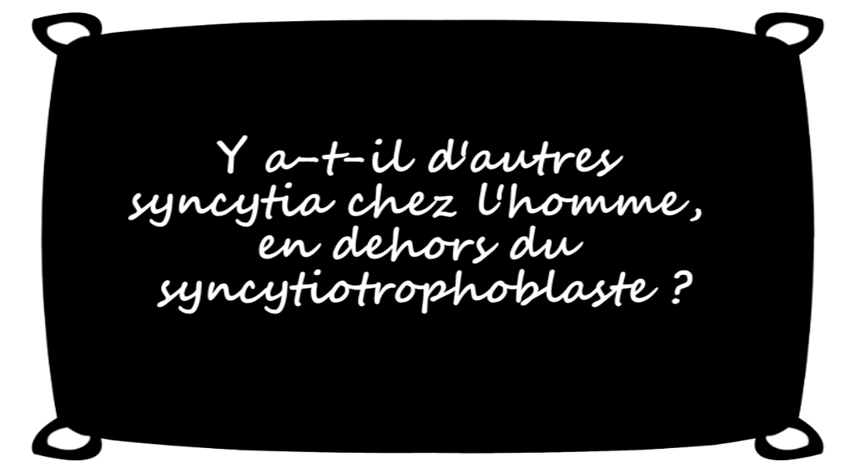 Y a-t-il d'autres
syncytia chez l'homme,
en dehors du
syncytiotrophoblaste ?